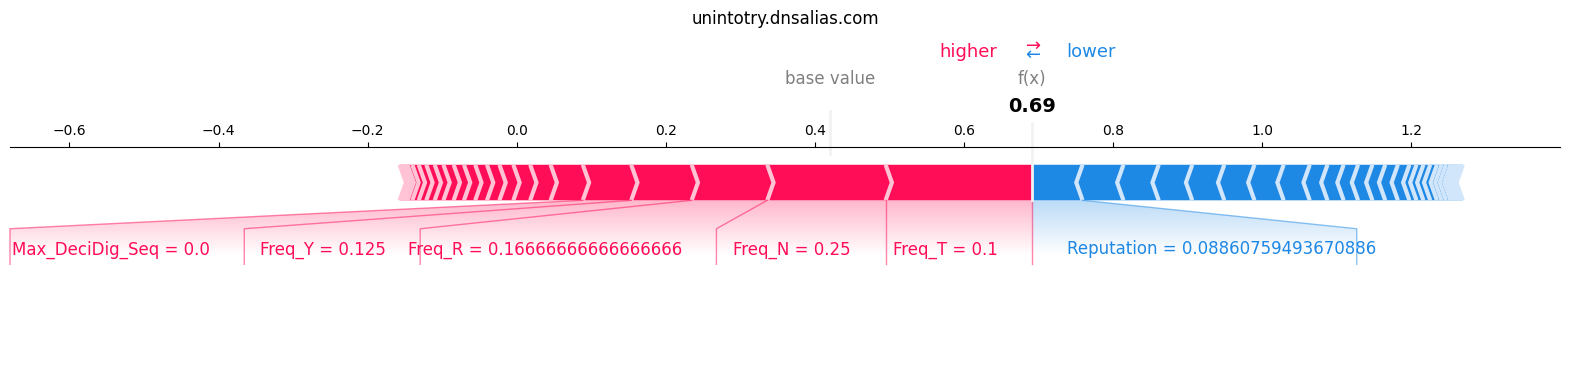 unintotry.dnsalias.com
higher ⇄ lower
base value f(x)
0.69
−0.6 −0.4 −0.2 0.0 0.2 0.4 0.6 0.8 1.0 1.2
Max_DeciDig_Seq = 0.0 Freq_Y = 0.125 Freq_R = 0.16666666666666666 Freq_N = 0.25 Freq_T = 0.1 Reputation = 0.08860759493670886